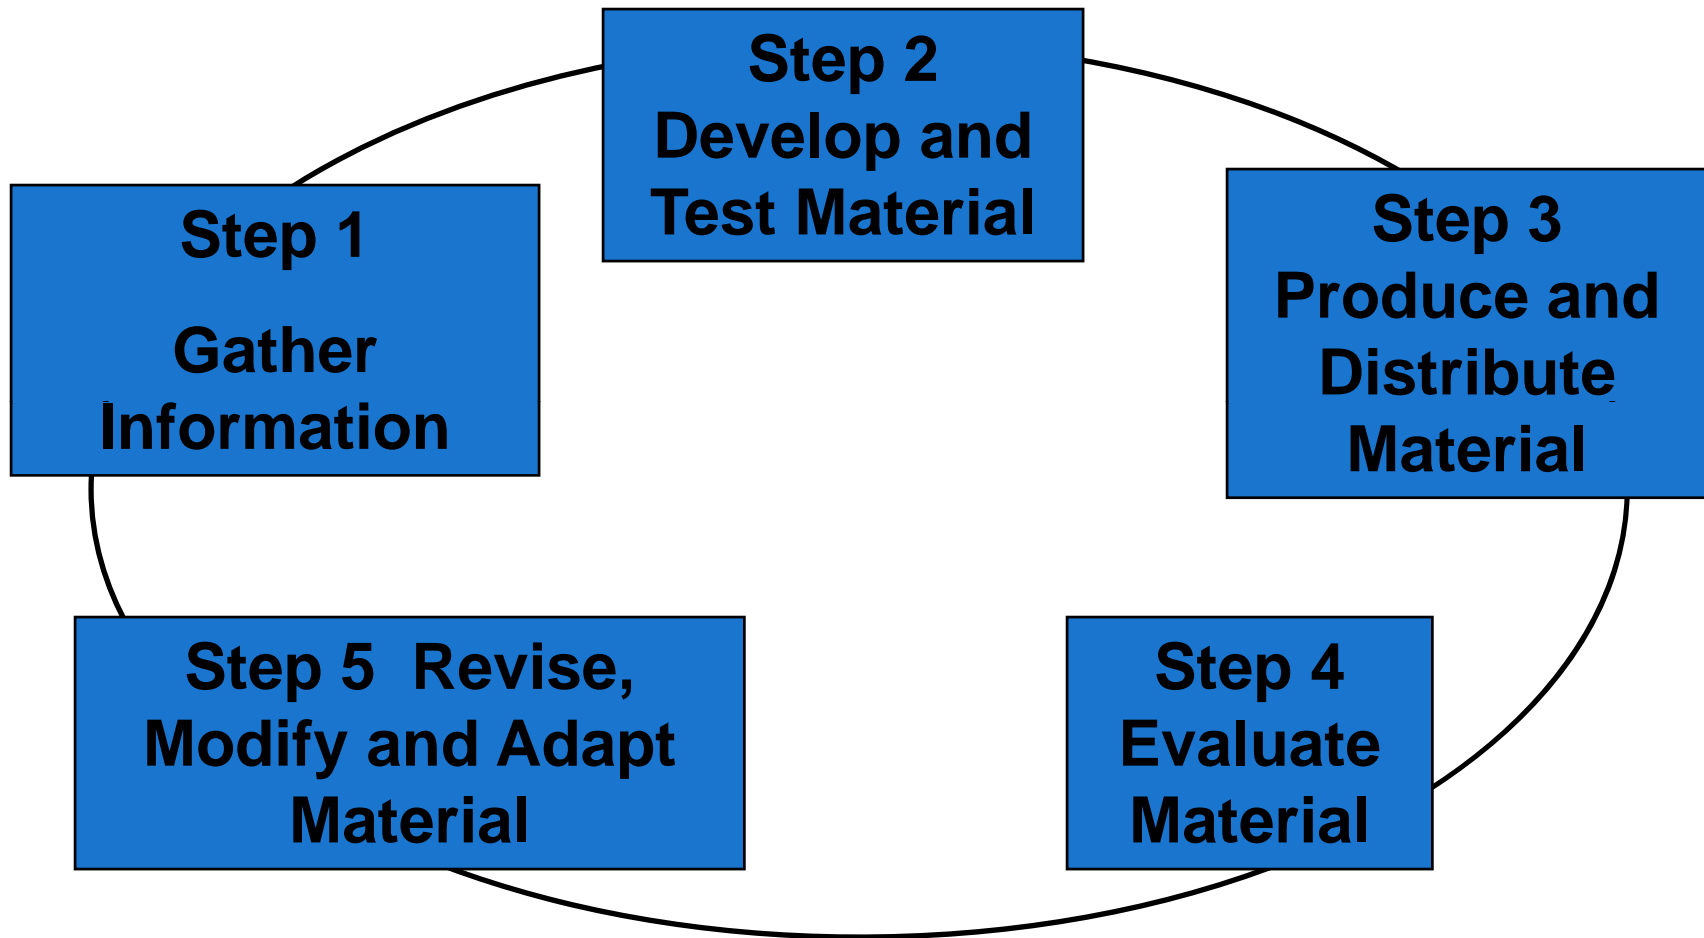 Step 1
Gather
Information
Step 2
Develop and
Test Material
Step 3
Produce and
Distribute
Material
Step 4
Evaluate
Material
Step 5 Revise,
Modify and Adapt
Material